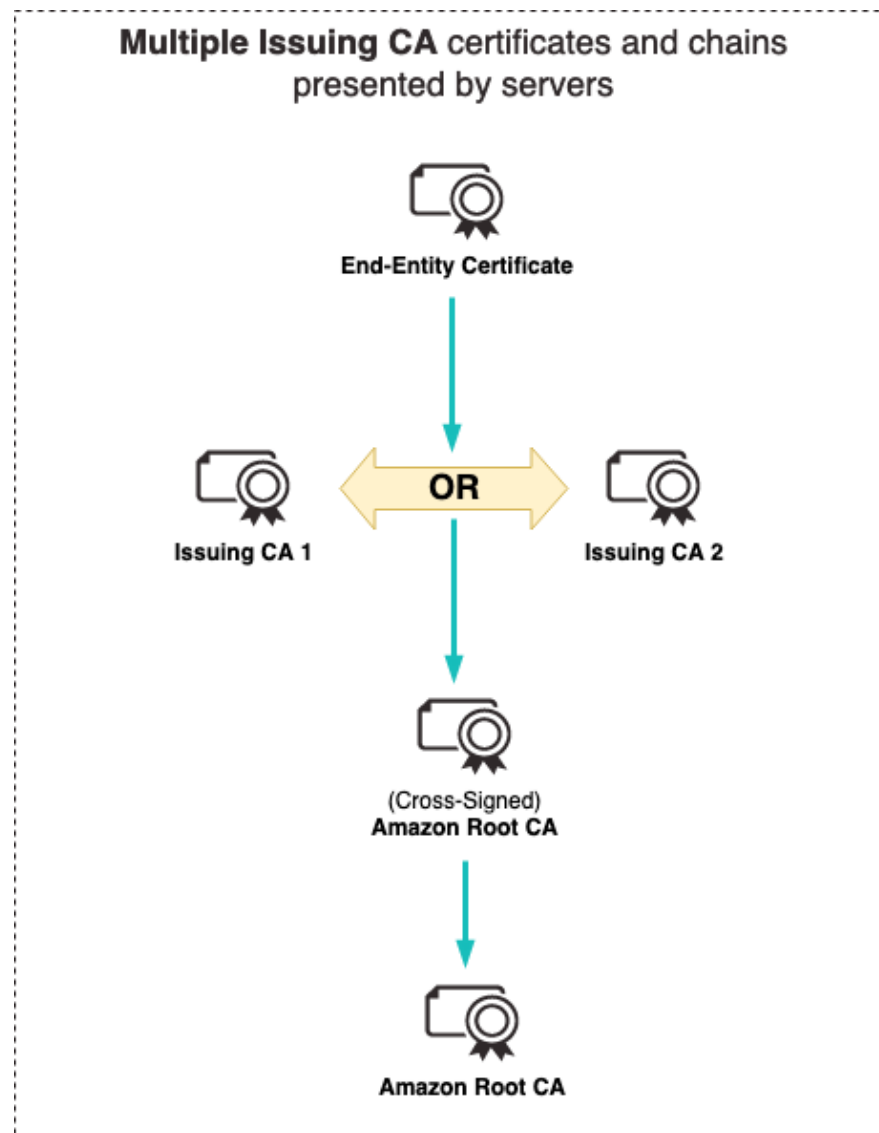 Multiple Issuing CA certificates and chains
presented by servers
End-Entity Certificate
OR
Issuing CA 1
Issuing CA 2
(Cross-Signed)
Amazon Root CA
Amazon Root CA